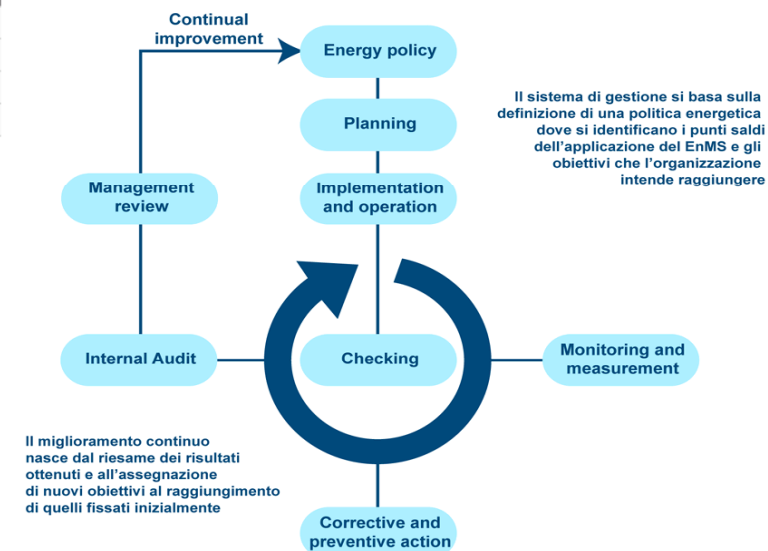 Continual
improvement
Energy policy
Planning
Il sistema di gestione si basa sulla
definizione di una politica energetica
dove si identificano i punti saldi
dell'applicazione del EnMS e gli
obiettivi che l'organizzazione
intende raggiungere
Management
review
Implementation
and operation
Internal Audit
Checking
Monitoring and
measurement
Il miglioramento continuo
nasce dal riesame dei risultati
ottenuti e all'assegnazione
di nuovi obiettivi al raggiungimento
di quelli fissati inizialmente
Corrective and
preventive action